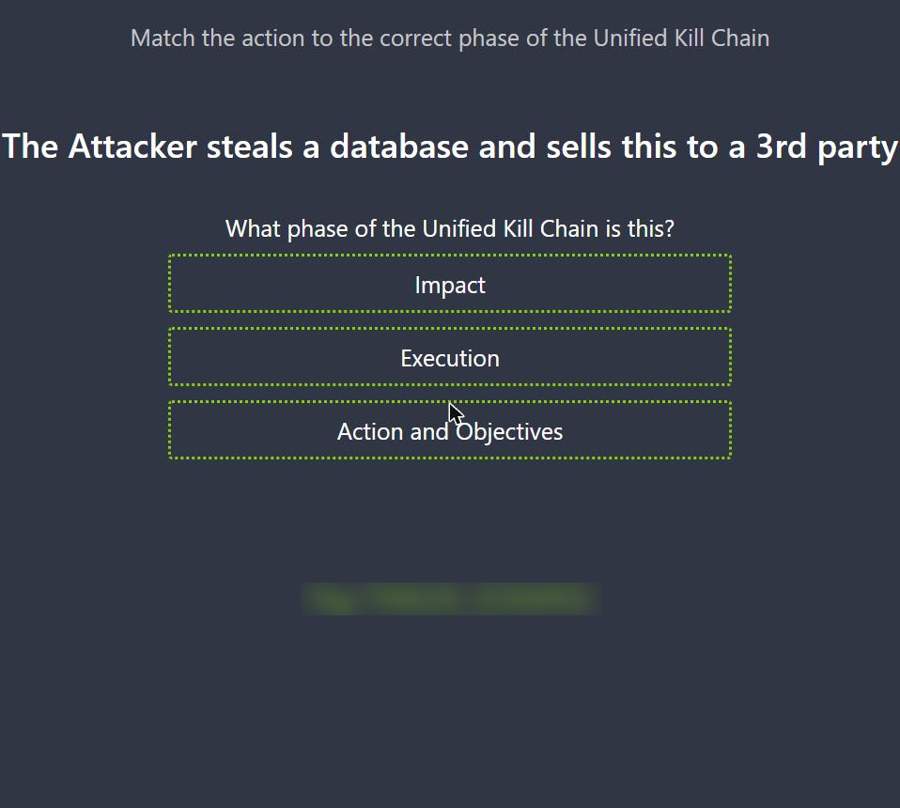 Match the action to the correct phase of the Unified Kill Chain
The Attacker steals a database and sells this to a 3rd party
What phase of the Unified Kill Chain is this?
Impact
Execution
Action and Objectives